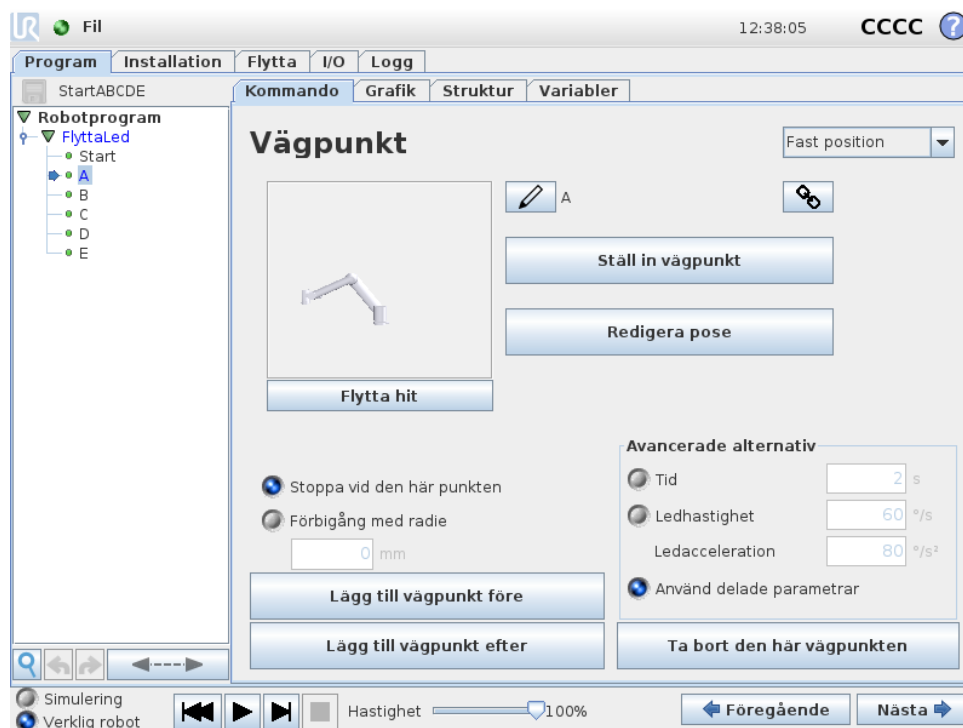 UR Fil 12:38:05 CCCC ?
Program Installation Flytta I/O Logg
StartABCDE
Kommando Grafik Struktur Variabler
Robotprogram
FlyttaLed
Start
A
B
C
D
E
Vägpunkt
Fast position
A
Ställ in vägpunkt
Redigera pose
Flytta hit
Stoppa vid den här punkten
Förbigång med radie
0 mm
Avancerade alternativ
Tid 2 s
Ledhastighet 60 °/s
Ledacceleration 80 °/s²
Använd delade parametrar
Lägg till vägpunkt före
Lägg till vägpunkt efter
Ta bort den här vägpunkten
Simulering
Verklig robot
Hastighet 100%
Föregående
Nästa